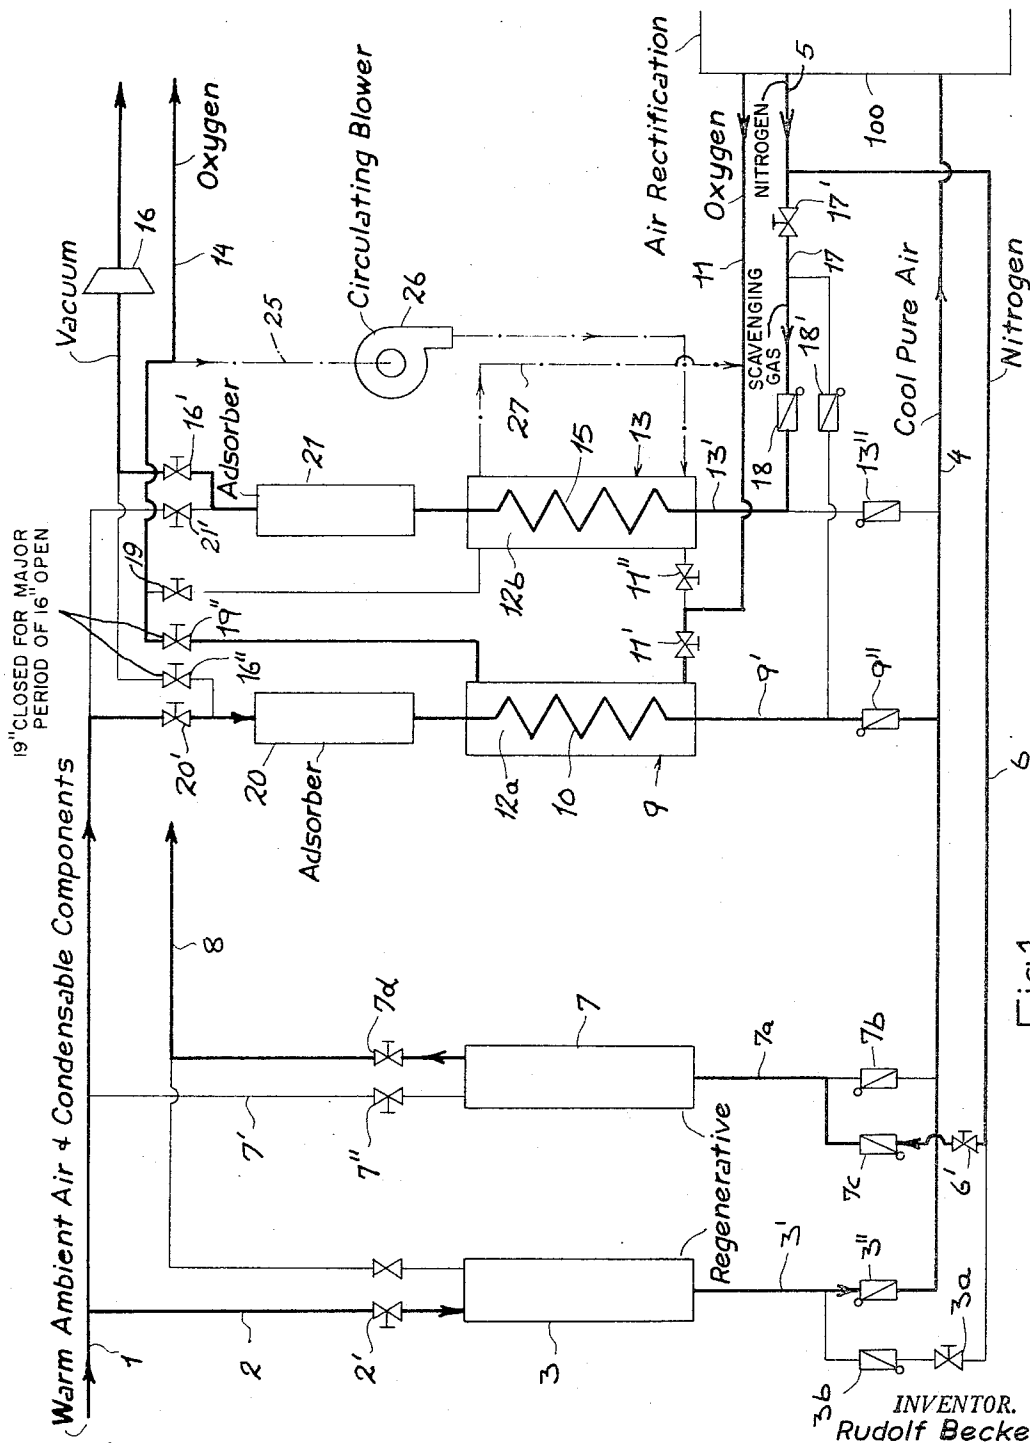 19"CLOSED FOR MAJOR
PERIOD OF 16" OPEN
Warm Ambient Air & Condensable Components
Vacuum
16
14
Oxygen
Circulating Blower
25
26
Air Rectification
Oxygen
11
NITROGEN
5
100
17'
17
SCAVENGING
GAS
18'
18
Cool Pure Air
4
Nitrogen
6
16'
21'
Adsorber
21
19
19"
16"
20'
20
Adsorber
27
15
13
13'
12b
13"
11"
11'
12a
10
9
9'
9"
8
7d
7
7'
7"
7a
7b
7c
6'
Regenerative
1
2
2'
3
3'
3"
3a
3b
Fig.1
INVENTOR.
Rudolf Becke